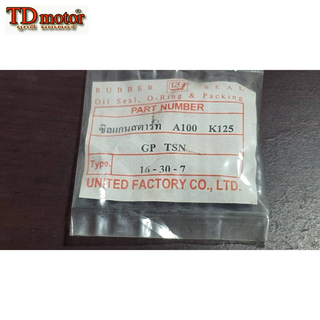 TD motor
RUBBER SEAL
Oil Seal, O-Ring & Packing
PART NUMBER
ซีลแกนสตาร์ท A100 K125
GP TSN
Type. 16-30-7
UNITED FACTORY CO., LTD.